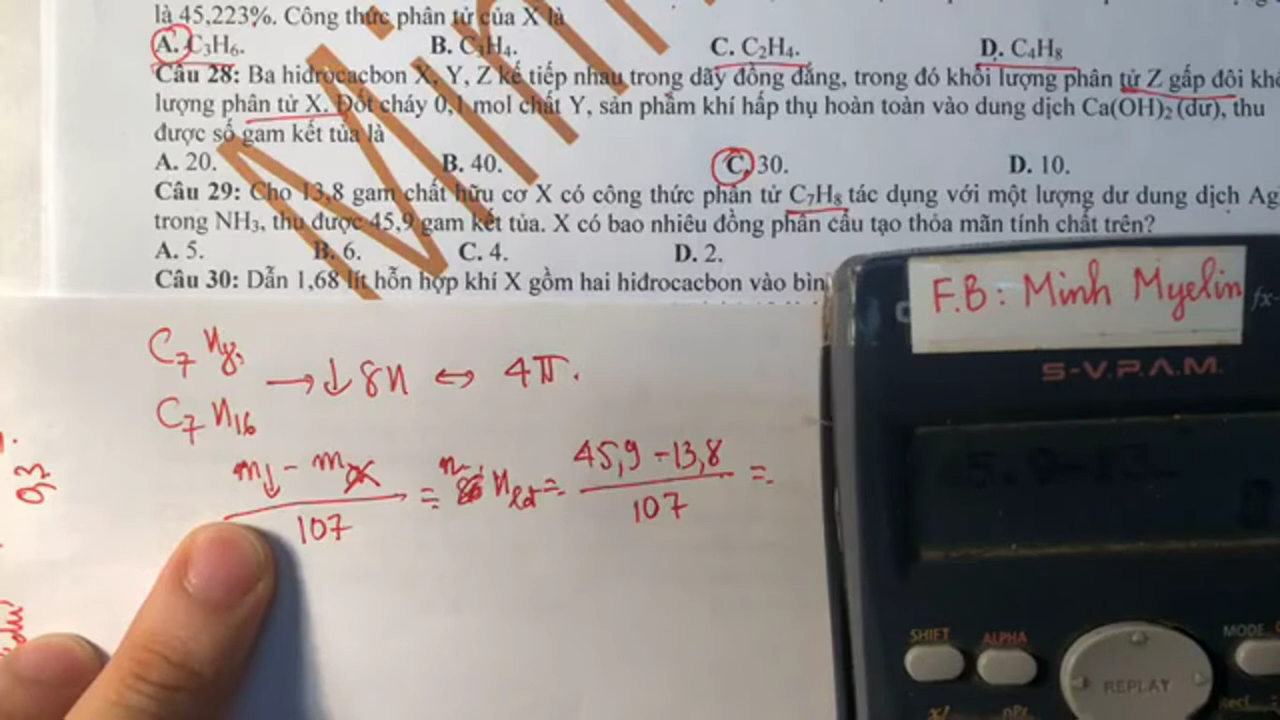 là 45,223%. Công thức phân tử của X là
A. C₃H₆. B. C₃H₄. C. C₂H₄. D. C₄H₈
Câu 28: Ba hiđrocacbon X, Y, Z kế tiếp nhau trong dãy đồng đẳng, trong đó khối lượng phân tử Z gấp đôi
lượng phân tử X. Đốt cháy 0,1 mol chất Y, sản phẩm khí hấp thụ hoàn toàn vào dung dịch Ca(OH)₂ (dư), thu
được số gam kết tủa là
A. 20. B. 40. C. 30. D. 10.
Câu 29: Cho 13,8 gam chất hữu cơ X có công thức phân tử C₇H₈ tác dụng với một lượng dư dung dịch Ag
trong NH₃, thu được 45,9 gam kết tủa. X có bao nhiêu đồng phân cấu tạo thỏa mãn tính chất trên?
A. 5. B. 6. C. 4. D. 2.
Câu 30: Dẫn 1,68 lít hỗn hợp khí X gồm hai hiđrocacbon vào bìn
F.B: Minh Myelin
fx-
S-V.P.A.M.
C₇H₈
→ ↓ 8H ⇔ 4π.
C₇H₁₆
m↓ - mX 45,9 - 13,8
= = =
107 107
93
SHIFT ALPHA MODE
REPLAY
Minh